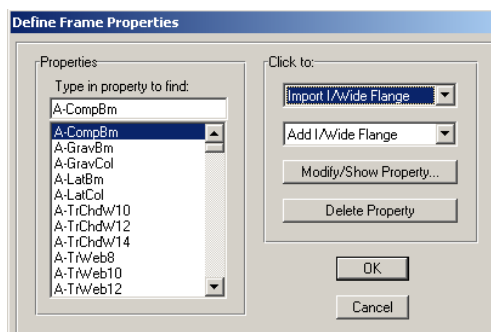 Define Frame Properties
Properties
Type in property to find:
A-CompBm
A-CompBm
A-GravBm
A-GravCol
A-LatBm
A-LatCol
A-TrChdW10
A-TrChdW12
A-TrChdW14
A-TrWeb8
A-TrWeb10
A-TrWeb12
Click to:
Import I/Wide Flange
Add I/Wide Flange
Modify/Show Property...
Delete Property
OK
Cancel